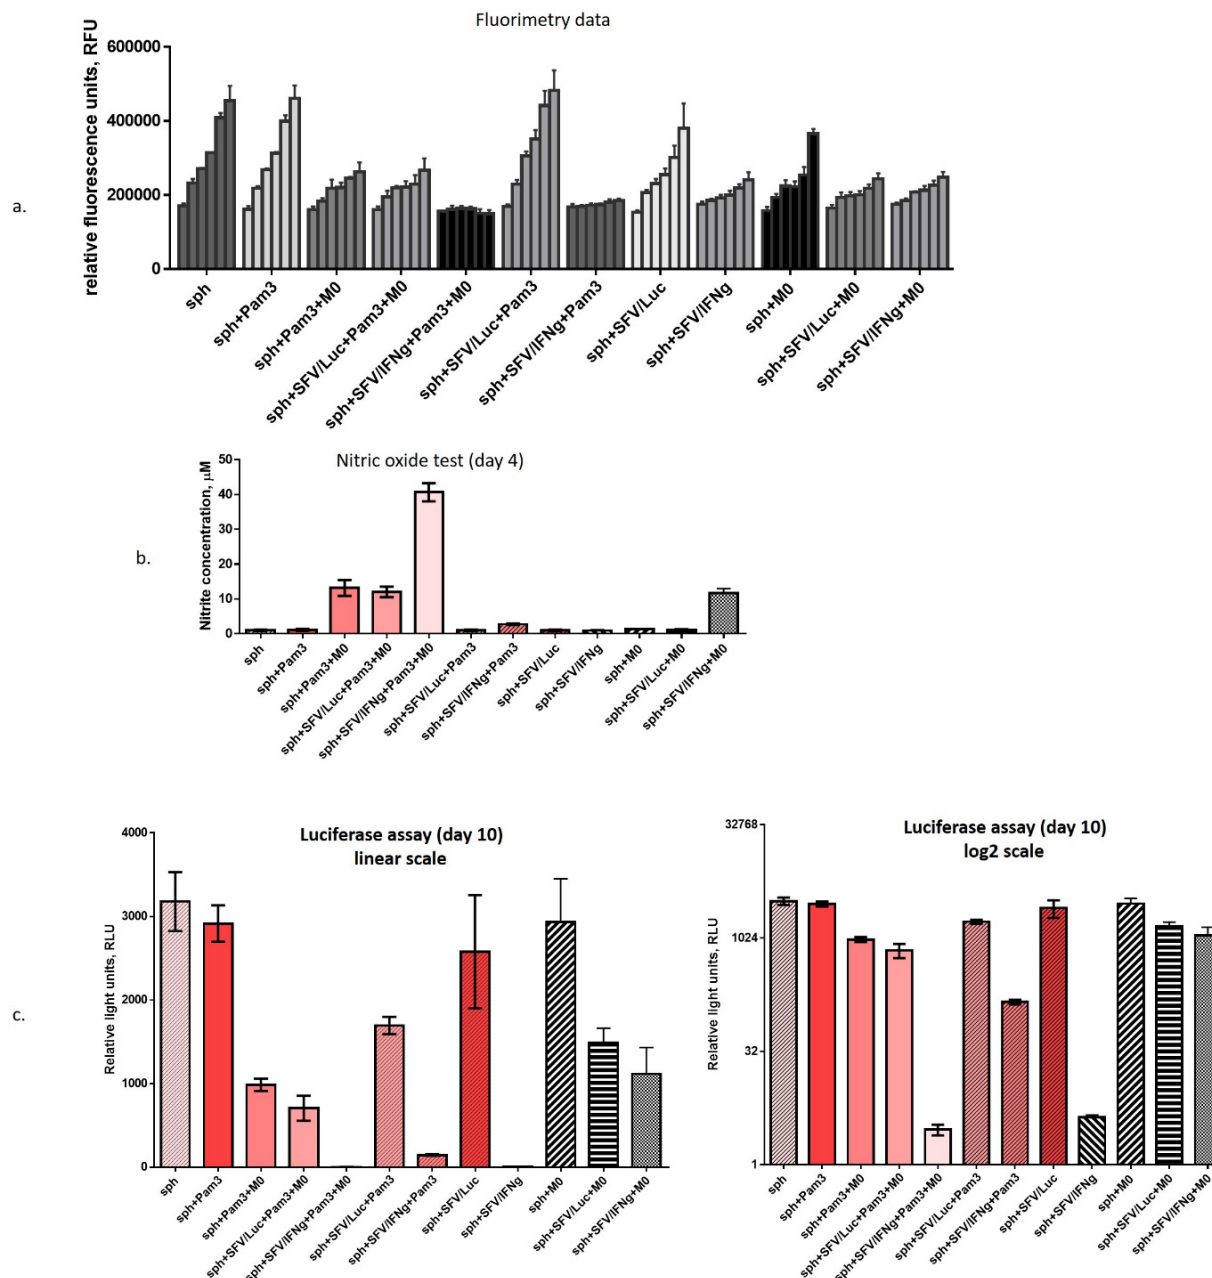 Fluorimetry data
a.
relative fluorescence units, RFU
600000
400000
200000
0
sph
sph+Pam3
sph+Pam3+M0
sph+SFV/Luc+Pam3+M0
sph+SFV/IFNg+Pam3+M0
sph+SFV/Luc+Pam3
sph+SFV/IFNg+Pam3
sph+SFV/Luc
sph+SFV/IFNg
sph+M0
sph+SFV/Luc+M0
sph+SFV/IFNg+M0
b.
Nitric oxide test (day 4)
Nitrite concentration, µM
50
40
30
20
10
0
sph
sph+Pam3
sph+Pam3+M0
sph+SFV/Luc+Pam3+M0
sph+SFV/IFNg+Pam3+M0
sph+SFV/Luc+Pam3
sph+SFV/IFNg+Pam3
sph+SFV/Luc
sph+SFV/IFNg
sph+M0
sph+SFV/Luc+M0
sph+SFV/IFNg+M0
c.
Luciferase assay (day 10)
linear scale
Relative light units, RLU
4000
3000
2000
1000
0
sph
sph+Pam3
sph+Pam3+M0
sph+SFV/Luc+Pam3+M0
sph+SFV/IFNg+Pam3+M0
sph+SFV/Luc+Pam3
sph+SFV/IFNg+Pam3
sph+SFV/Luc
sph+SFV/IFNg
sph+M0
sph+SFV/Luc+M0
sph+SFV/IFNg+M0
Luciferase assay (day 10)
log2 scale
Relative light units, RLU
32768
1024
32
1
sph
sph+Pam3
sph+Pam3+M0
sph+SFV/Luc+Pam3+M0
sph+SFV/IFNg+Pam3+M0
sph+SFV/Luc+Pam3
sph+SFV/IFNg+Pam3
sph+SFV/Luc
sph+SFV/IFNg
sph+M0
sph+SFV/Luc+M0
sph+SFV/IFNg+M0